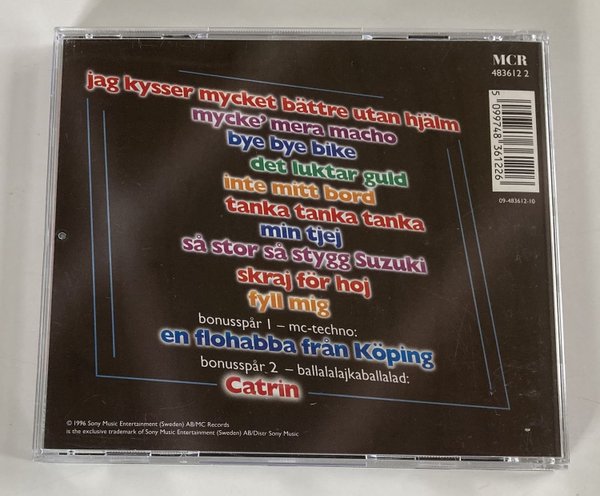 MCR
483612 2
jag kysser mycket bättre utan hjälm
mycke' mera macho
bye bye bike
det luktar guld
inte mitt bord
tanka tanka tanka
min tjej
så stor så stygg Suzuki
skraj för hoj
fyll mig
bonusspår 1 – mc-techno:
en flohabba från Köping
bonusspår 2 – ballalalajkaballalad:
Catrin
5 099748 361226
09-483612-10
© 1996 Sony Music Entertainment (Sweden) AB/MC Records
is the exclusive trademark of Sony Music Entertainment (Sweden) AB/Distr Sony Music